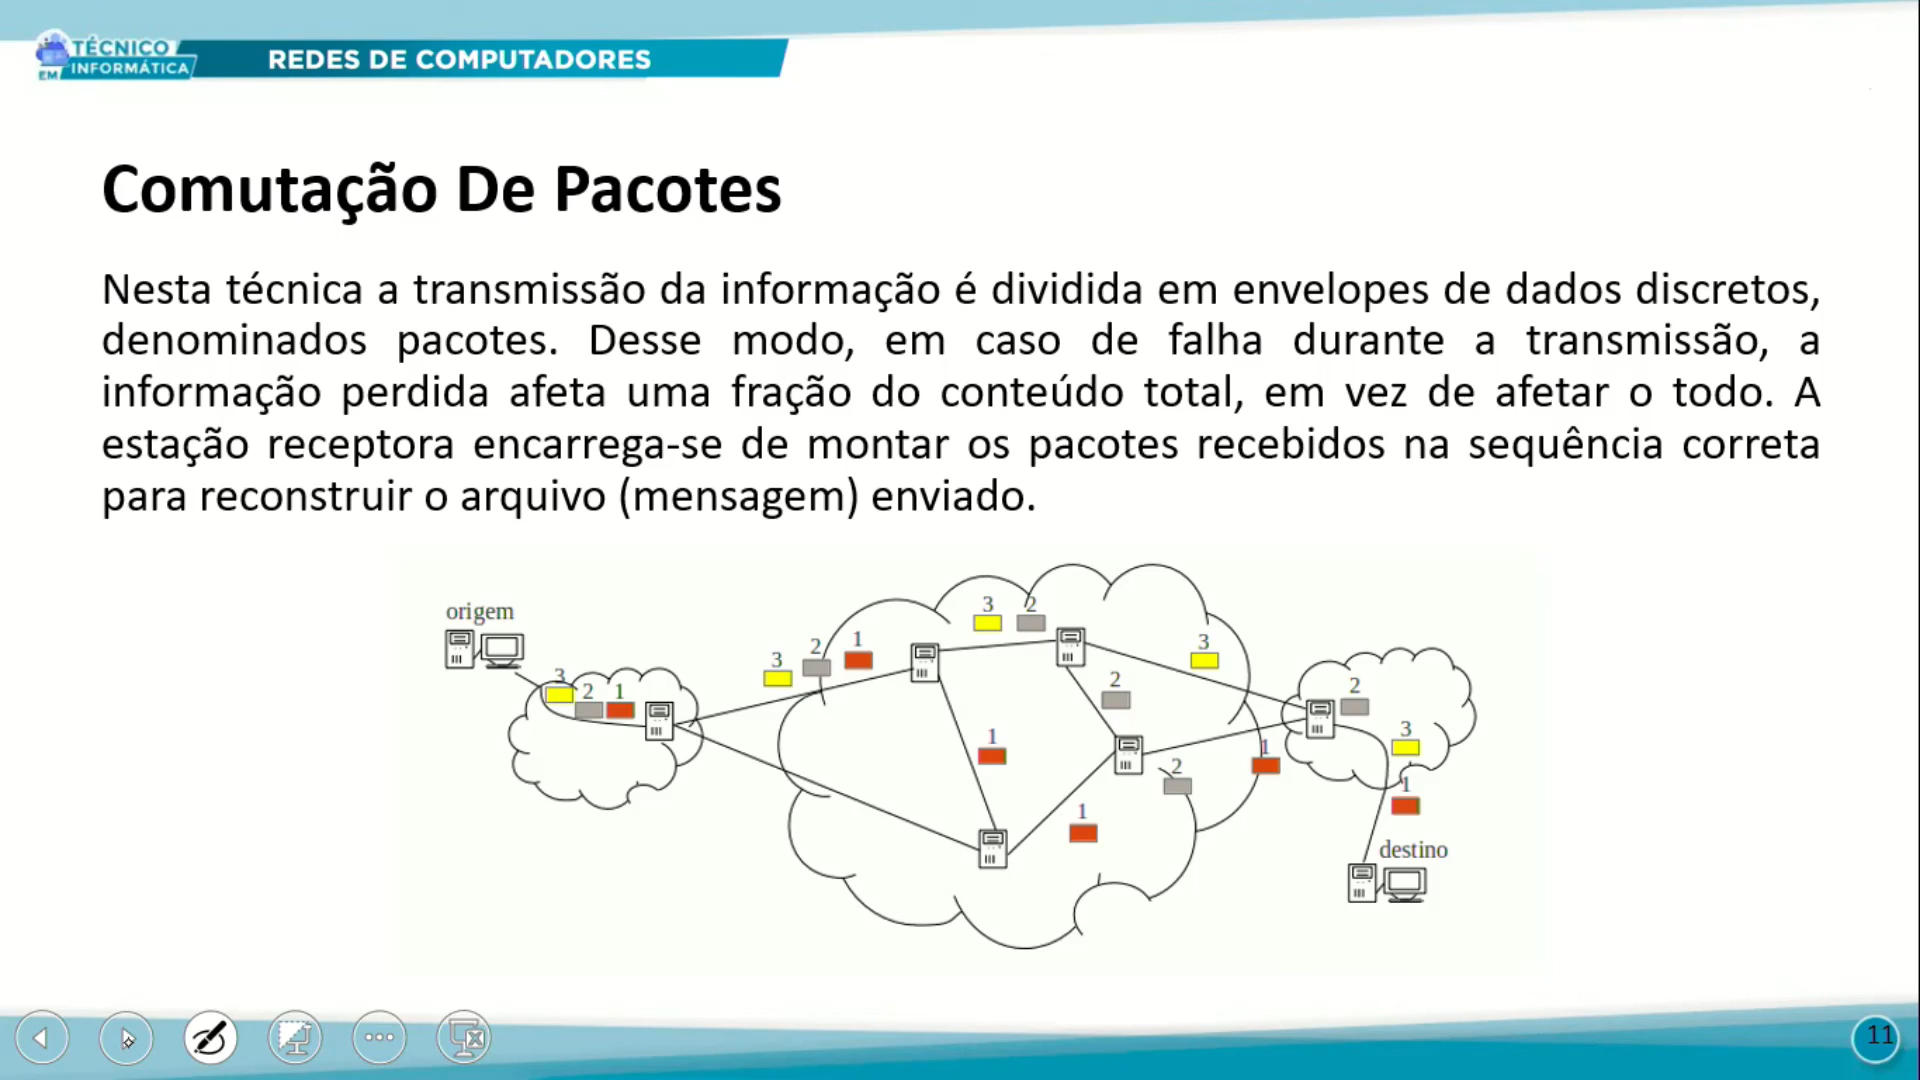 TÉCNICO
EM INFORMÁTICA
REDES DE COMPUTADORES
Comutação De Pacotes
Nesta técnica a transmissão da informação é dividida em envelopes de dados discretos,
denominados pacotes. Desse modo, em caso de falha durante a transmissão, a
informação perdida afeta uma fração do conteúdo total, em vez de afetar o todo. A
estação receptora encarrega-se de montar os pacotes recebidos na sequência correta
para reconstruir o arquivo (mensagem) enviado.
origem
3 2 1
3 2 1
3 2
3
2
1
1
2
1
2
3
1
destino
11